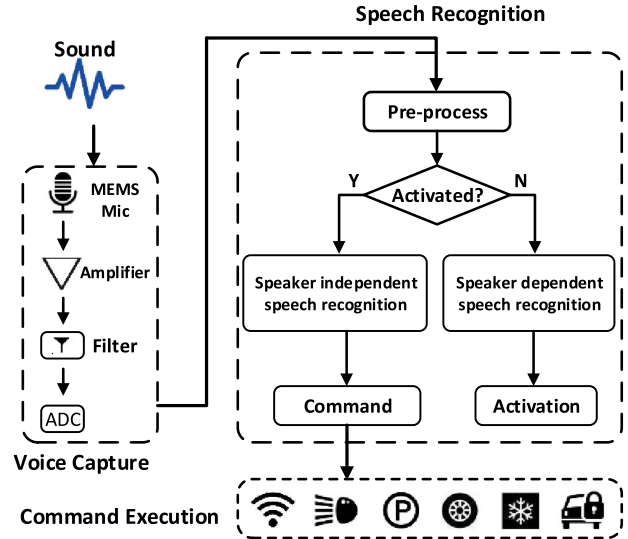 Speech Recognition
Sound
Pre-process
MEMS
Mic
Y
Activated?
N
Amplifier
Speaker independent
speech recognition
Speaker dependent
speech recognition
Filter
Command
Activation
ADC
Voice Capture
Command Execution
P